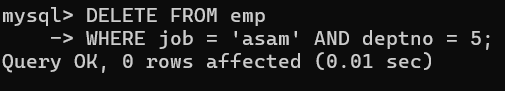 mysql> DELETE FROM emp
    -> WHERE job = 'asam' AND deptno = 5;
Query OK, 0 rows affected (0.01 sec)